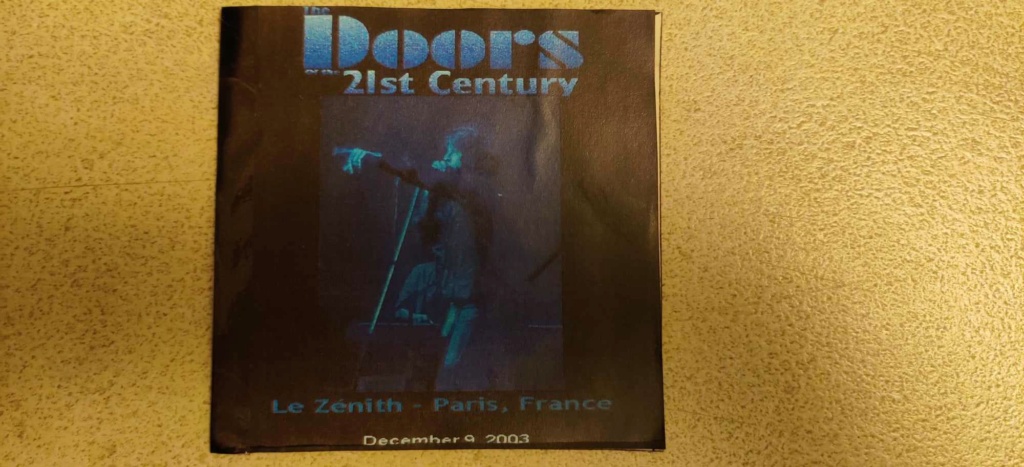 The
Doors
of the
21st Century
Le Zénith - Paris, France
December 9, 2003